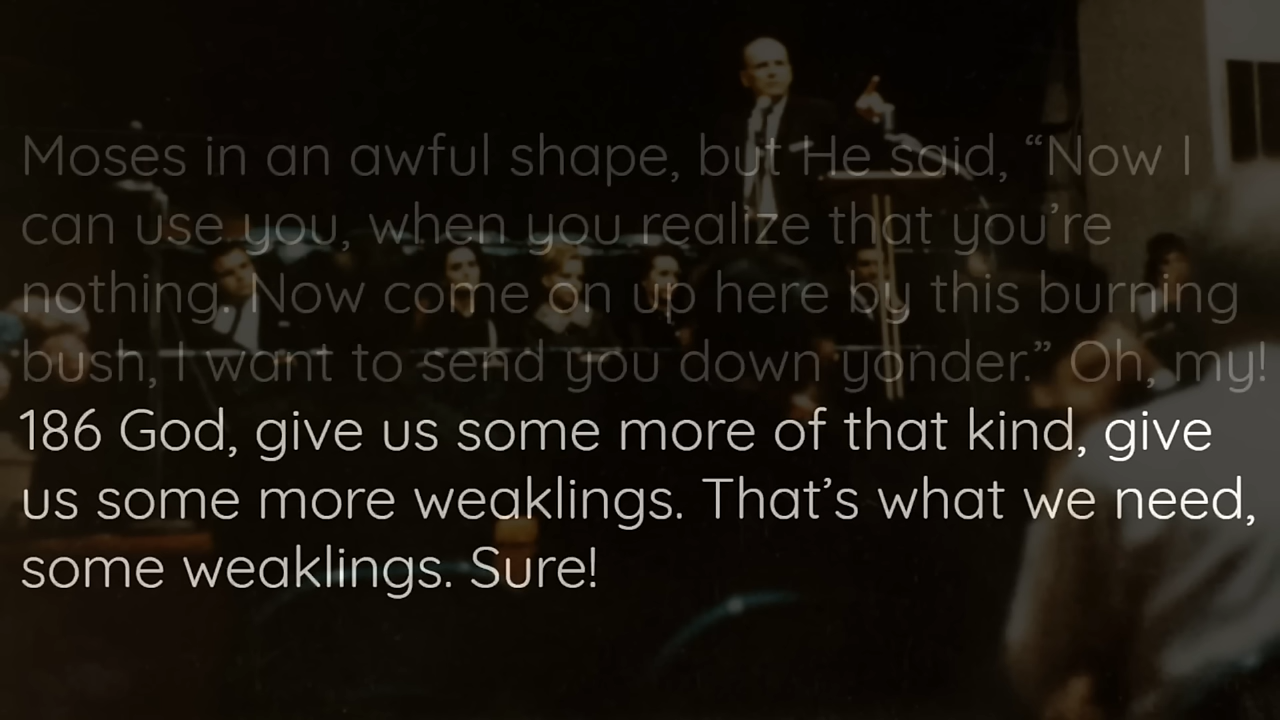 Moses in an awful shape, but He said, “Now I
can use you, when you realize that you’re
nothing. Now come on up here by this burning
bush, I want to send you down yonder.” Oh, my!
186 God, give us some more of that kind, give
us some more weaklings. That’s what we need,
some weaklings. Sure!